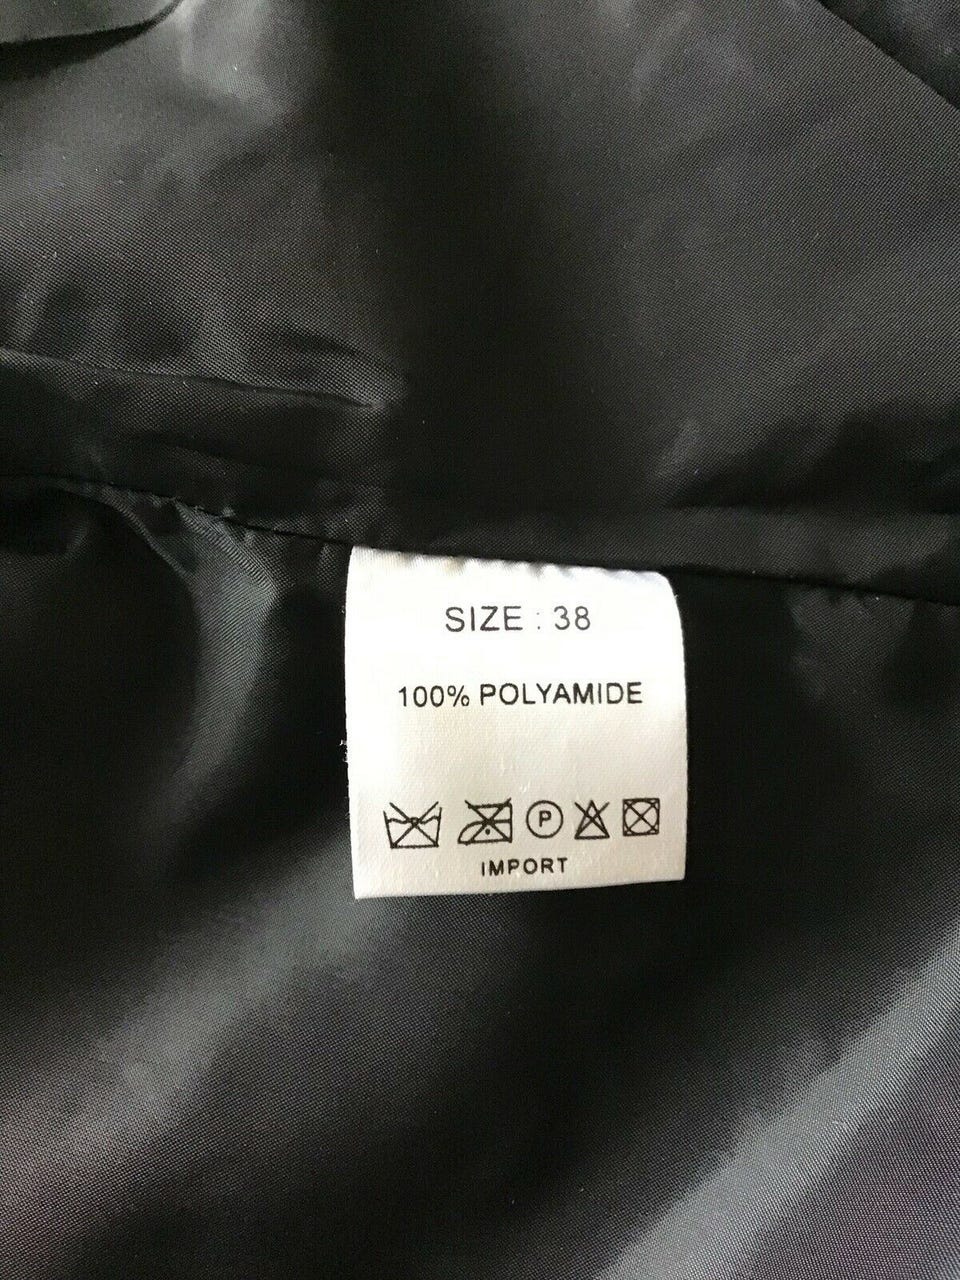 SIZE : 38
100% POLYAMIDE
P
IMPORT